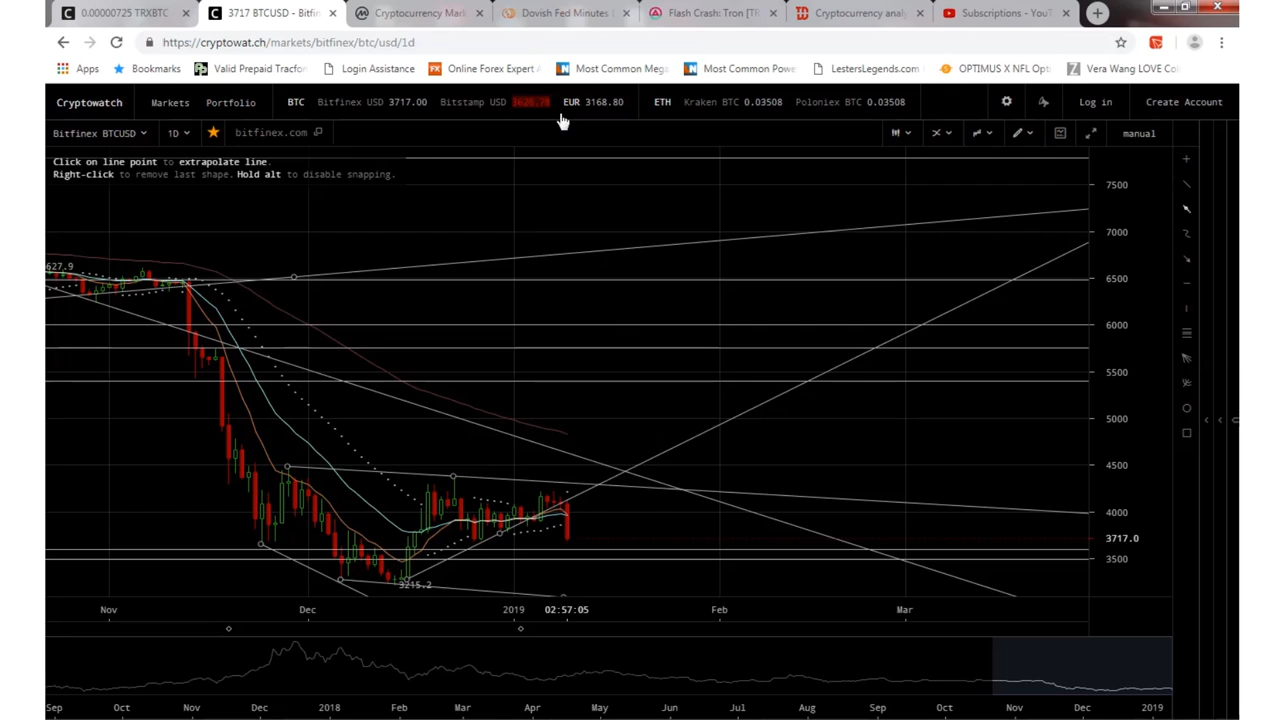 0.00000725 TRXBTC
3717 BTCUSD - Bitfin
Cryptocurrency Mark
Dovish Fed Minutes
Flash Crash: Tron [TR
Cryptocurrency anal
Subscriptions - YouT
https://cryptowat.ch/markets/bitfinex/btc/usd/1d
Apps
Bookmarks
Valid Prepaid Tracfor
Login Assistance
Online Forex Expert A
Most Common Mega
Most Common Powe
LestersLegends.com
OPTIMUS X NFL O
Vera Wang LOVE Co
Cryptowatch
Markets
Portfolio
BTC
Bitfinex USD 3717.00
Bitstamp USD
EUR 3168.80
ETH
Kraken BTC 0.03508
Poloniex BTC 0.03508
Log in
Create Account
Bitfinex BTCUSD
1D
bitfinex.com
manual
Click on line point to extrapolate line.
Right-click to remove last shape. Hold alt to disable snapping.
7500
7000
627.9
6500
6000
5500
5000
4500
4000
3717.0
3500
3215.2
Nov
Dec
2019
02:57:05
Feb
Mar
Sep
Oct
Nov
Dec
2018
Feb
Mar
Apr
May
Jun
Jul
Aug
Sep
Oct
Nov
Dec
2019